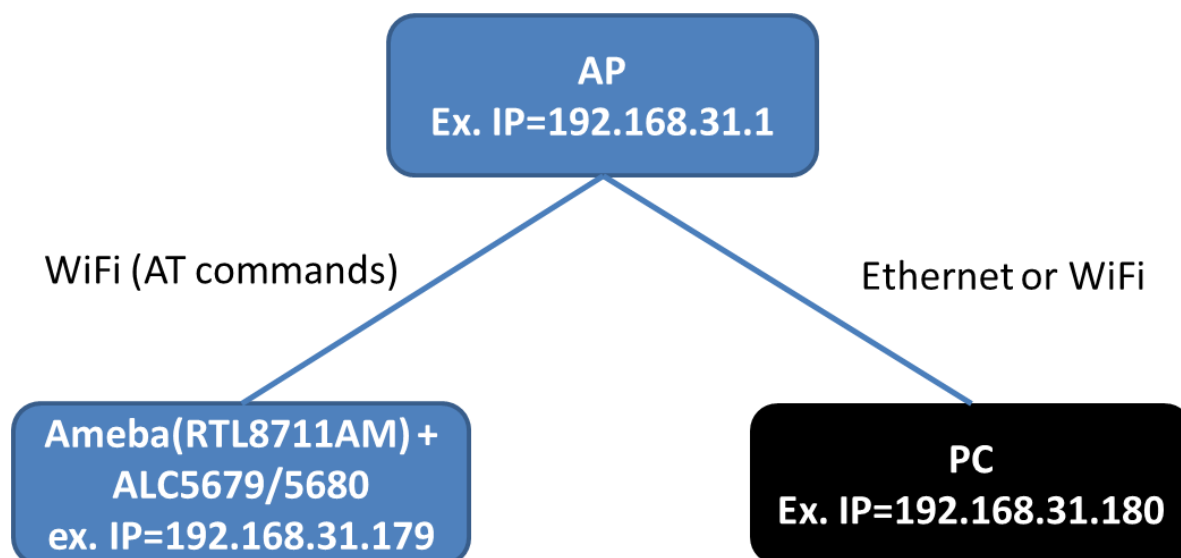 AP
Ex. IP=192.168.31.1
WiFi (AT commands)
Ethernet or WiFi
Ameba(RTL8711AM) +
ALC5679/5680
ex. IP=192.168.31.179
PC
Ex. IP=192.168.31.180